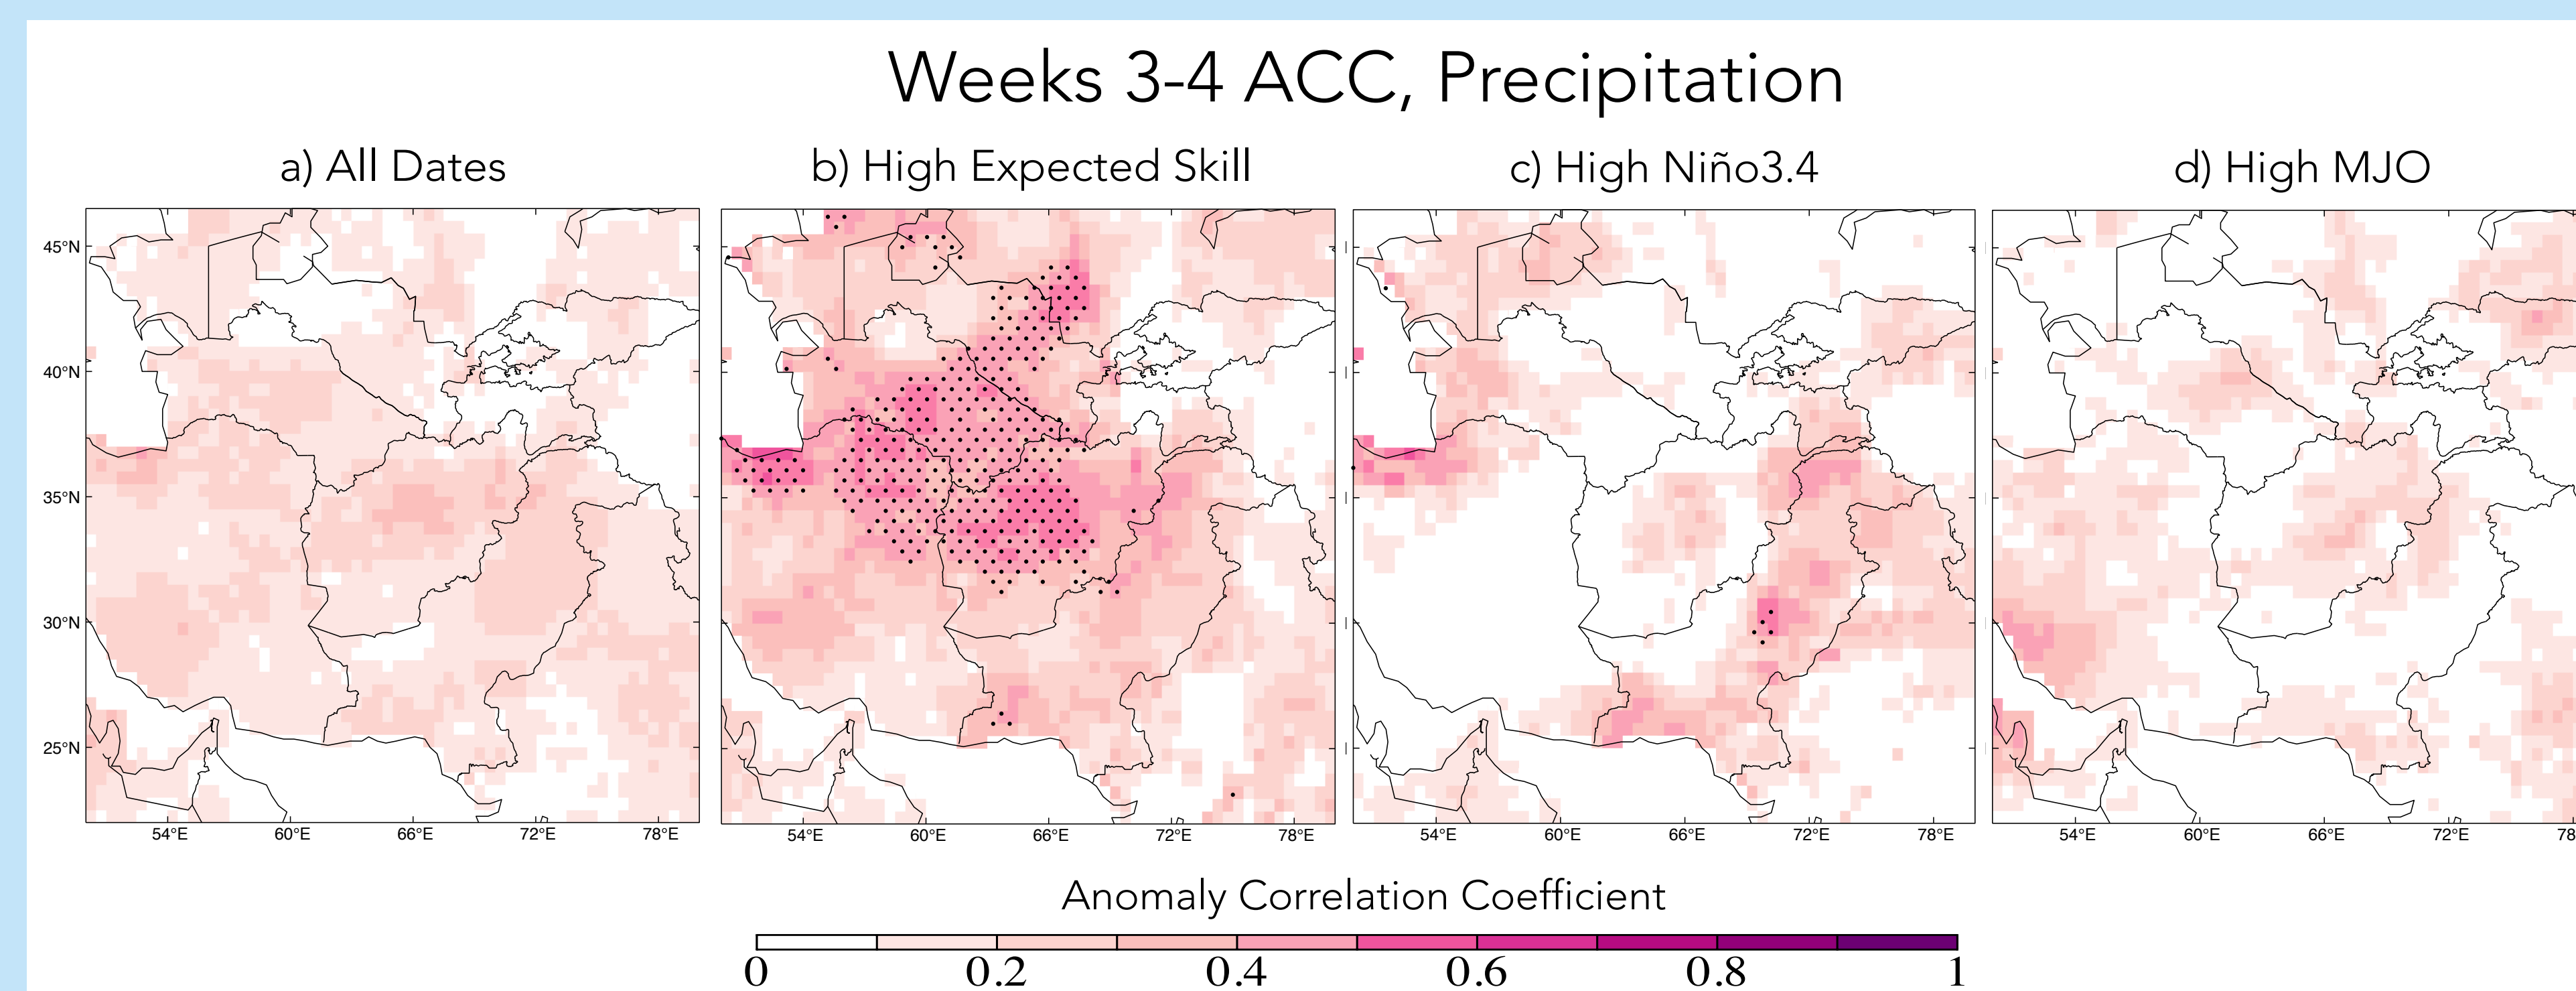 Weeks 3-4 ACC, Precipitation
a) All Dates
b) High Expected Skill
c) High Niño3.4
d) High MJO
45°N
40°N
35°N
30°N
25°N
54°E 60°E 66°E 72°E 78°E
54°E 60°E 66°E 72°E 78°E
54°E 60°E 66°E 72°E 78°E
54°E 60°E 66°E 72°E 78
Anomaly Correlation Coefficient
0 0.2 0.4 0.6 0.8 1